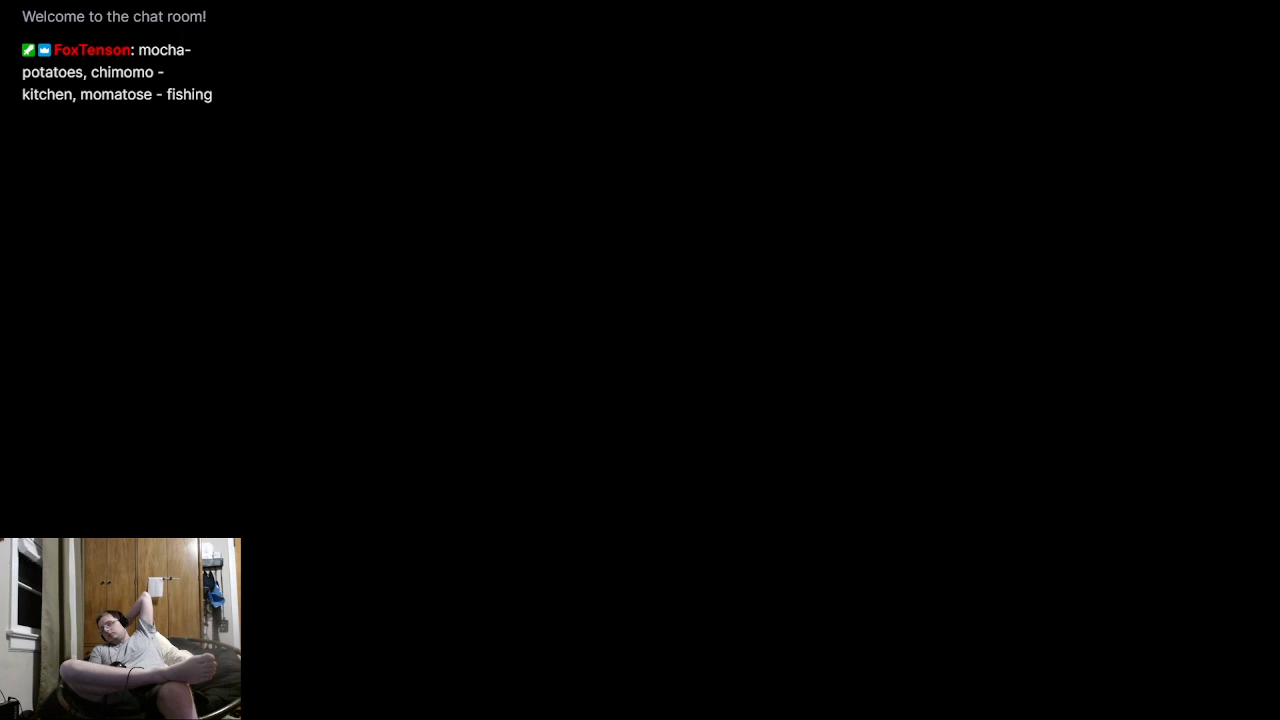 Welcome to the chat room!
FoxTenson: mocha-
potatoes, chimomo -
kitchen, momatose - fishing